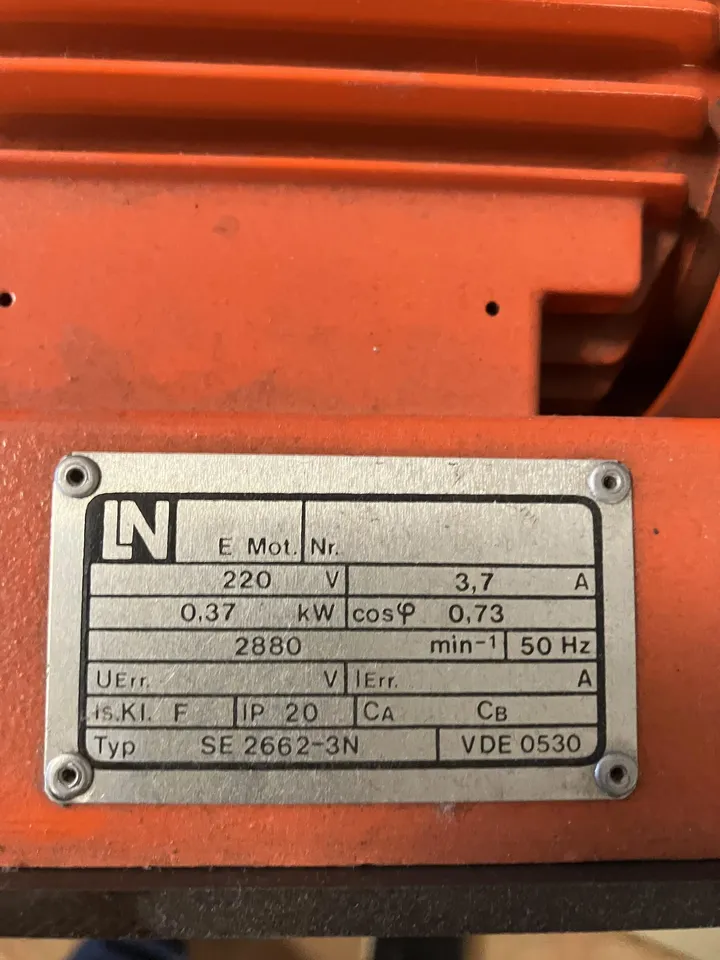 LN E Mot. Nr.
220 V 3,7 A
0,37 kW cosφ 0,73
2880 min-1 50 Hz
UErr. V IErr. A
is.Kl. F IP 20 CA CB
Typ SE 2662-3N VDE 0530